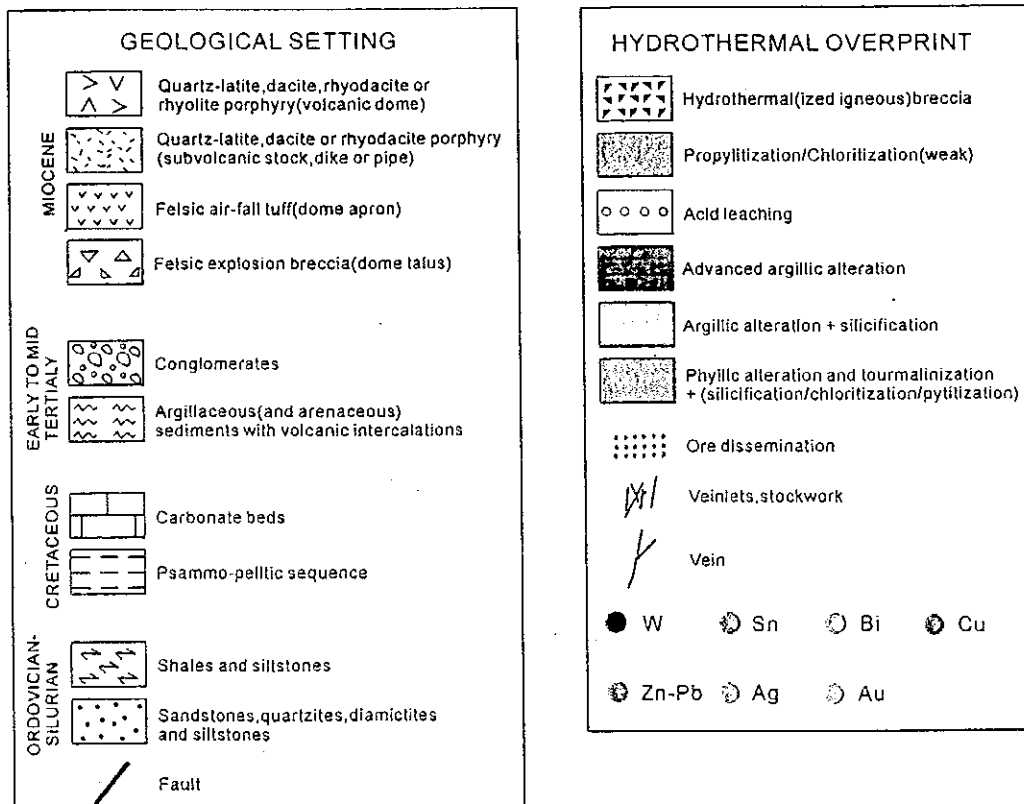 GEOLOGICAL SETTING
MIOCENE
Quartz-latite,dacite,rhyodacite or
rhyolite porphyry(volcanic dome)
Quartz-latite,dacite or rhyodacite porphyry
(subvolcanic stock,dike or pipe)
Felsic air-fall tuff(dome apron)
Felsic explosion breccia(dome talus)
EARLY TO MID
TERTIALY
Conglomerates
Argillaceous(and arenaceous)
sediments with volcanic intercalations
CRETACEOUS
Carbonate beds
Psammo-pelitic sequence
ORDOVICIAN-
SILURIAN
Shales and siltstones
Sandstones,quartzites,diamictites
and siltstones
Fault
HYDROTHERMAL OVERPRINT
Hydrothermal(ized igneous)breccia
Propylitization/Chloritization(weak)
Acid leaching
Advanced argillic alteration
Argillic alteration + silicification
Phyllic alteration and tourmalinization
+ (silicification/chloritization/pytitization)
Ore dissemination
Veinlets,stockwork
Vein
W Sn Bi Cu
Zn-Pb Ag Au